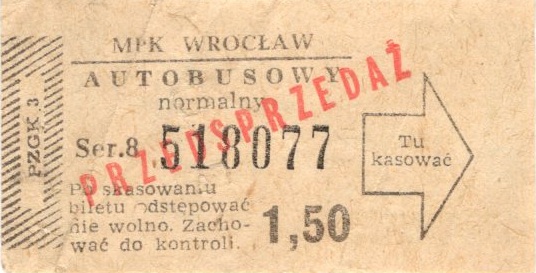 PZGK 3
MPK WROCŁAW
AUTOBUSOWY
normalny
Ser.8 518077
PRZEDSPRZEDAŻ
Po skasowaniu
biletu odstępować
nie wolno. Zacho-
wać do kontroli.
1,50
Tu
kasować